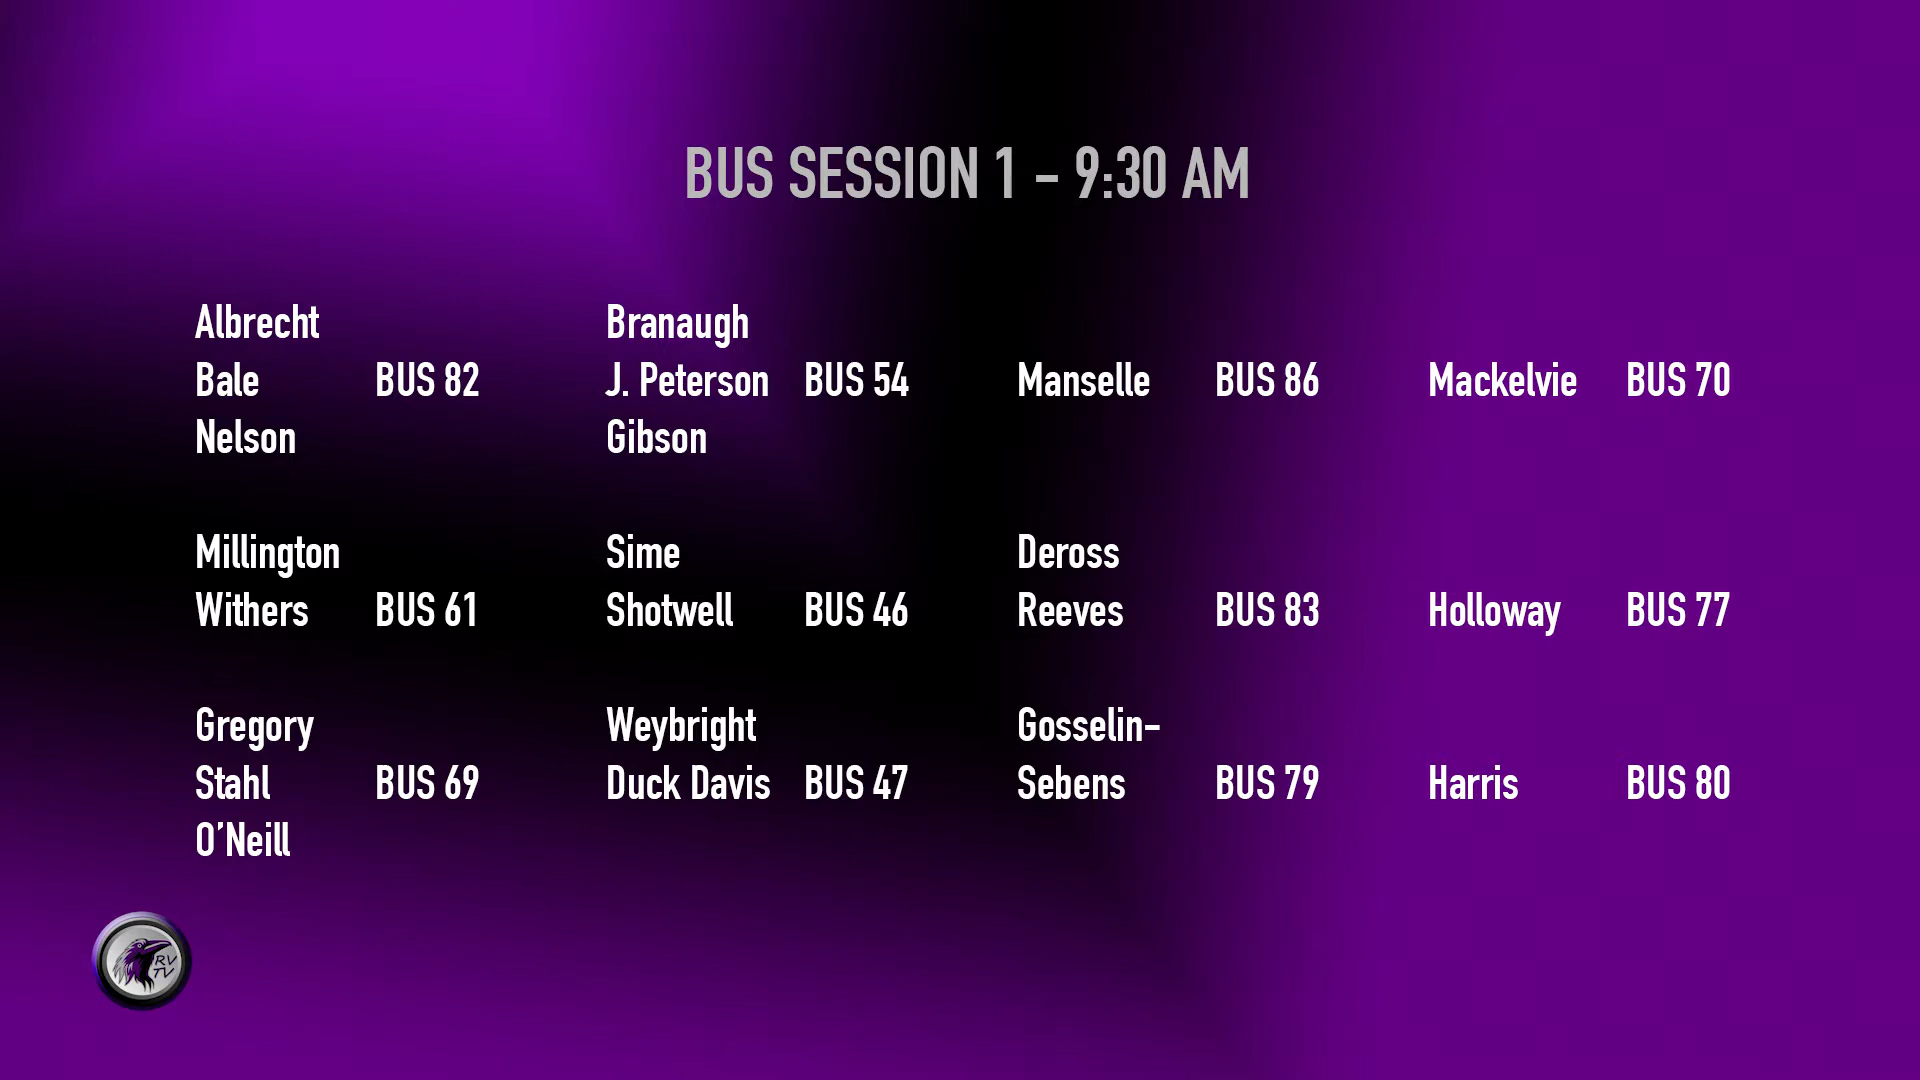 BUS SESSION 1 - 9:30 AM
Albrecht
Bale BUS 82
Nelson
Branaugh
J. Peterson BUS 54
Gibson
Manselle BUS 86
Mackelvie BUS 70
Millington
Withers BUS 61
Sime
Shotwell BUS 46
Deross
Reeves BUS 83
Holloway BUS 77
Gregory
Stahl BUS 69
O'Neill
Weybright
Duck Davis BUS 47
Gosselin-
Sebens BUS 79
Harris BUS 80
RV
TV